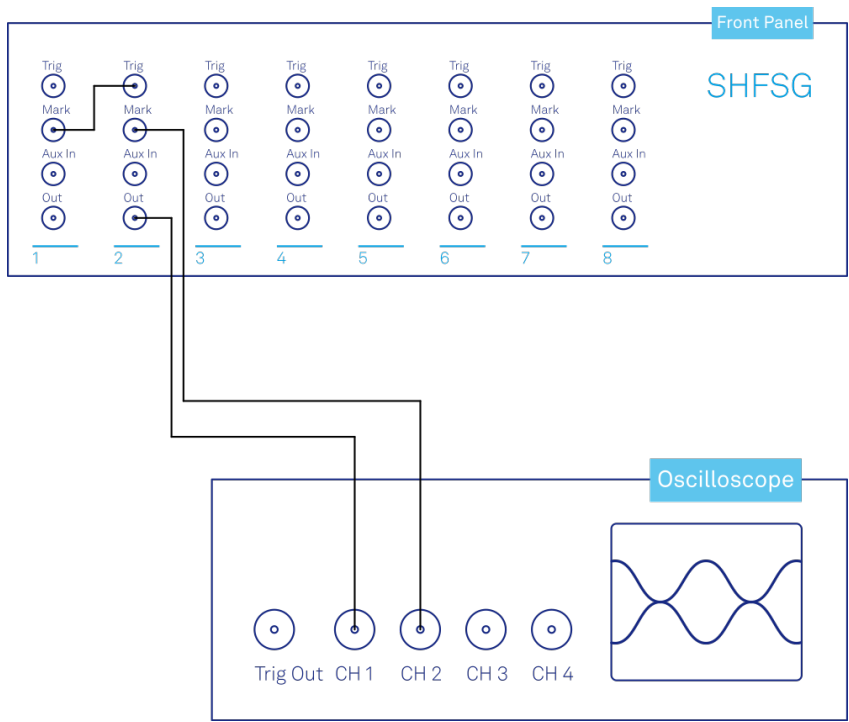 Front Panel
SHFSG
Trig Trig Trig Trig Trig Trig Trig Trig
Mark Mark Mark Mark Mark Mark Mark Mark
Aux In Aux In Aux In Aux In Aux In Aux In Aux In Aux In
Out Out Out Out Out Out Out Out
1 2 3 4 5 6 7 8
Oscilloscope
Trig Out CH 1 CH 2 CH 3 CH 4